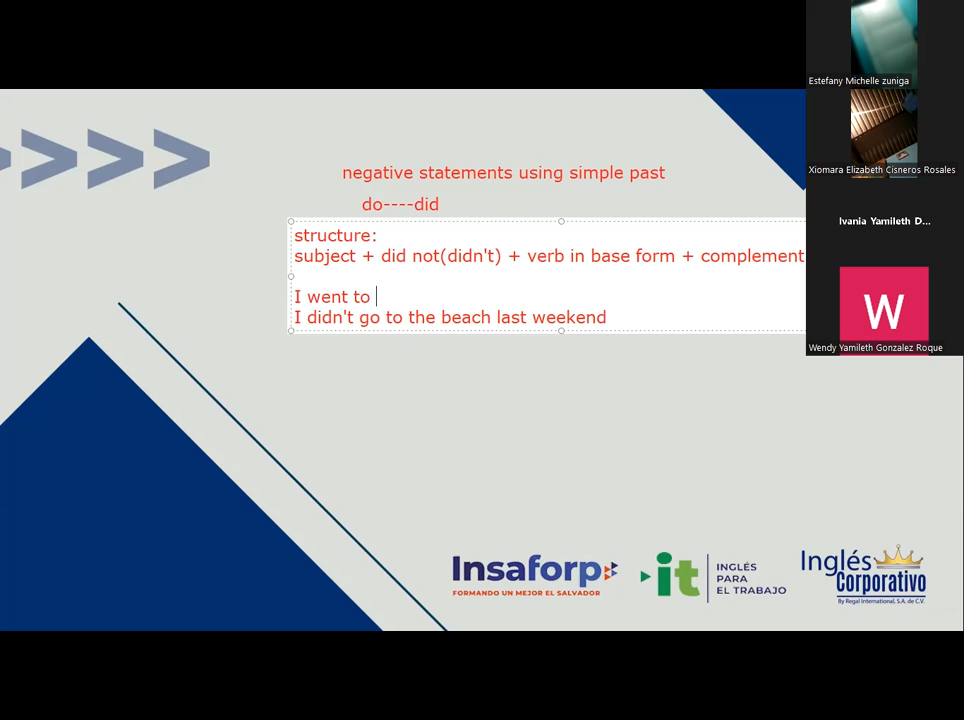 negative statements using simple past
do----did
structure:
subject + did not(didn't) + verb in base form + complement
I went to
I didn't go to the beach last weekend
Estefany Michelle zuniga
Xiomara Elizabeth Cisneros Rosales
Ivania Yamileth D...
W
Wendy Yamileth Gonzalez Roque
Insaforp
FORMANDO UN MEJOR EL SALVADOR
it
INGLÉS
PARA
EL TRABAJO
Inglés
Corporativo
By Regal International, S.A. de C.V.